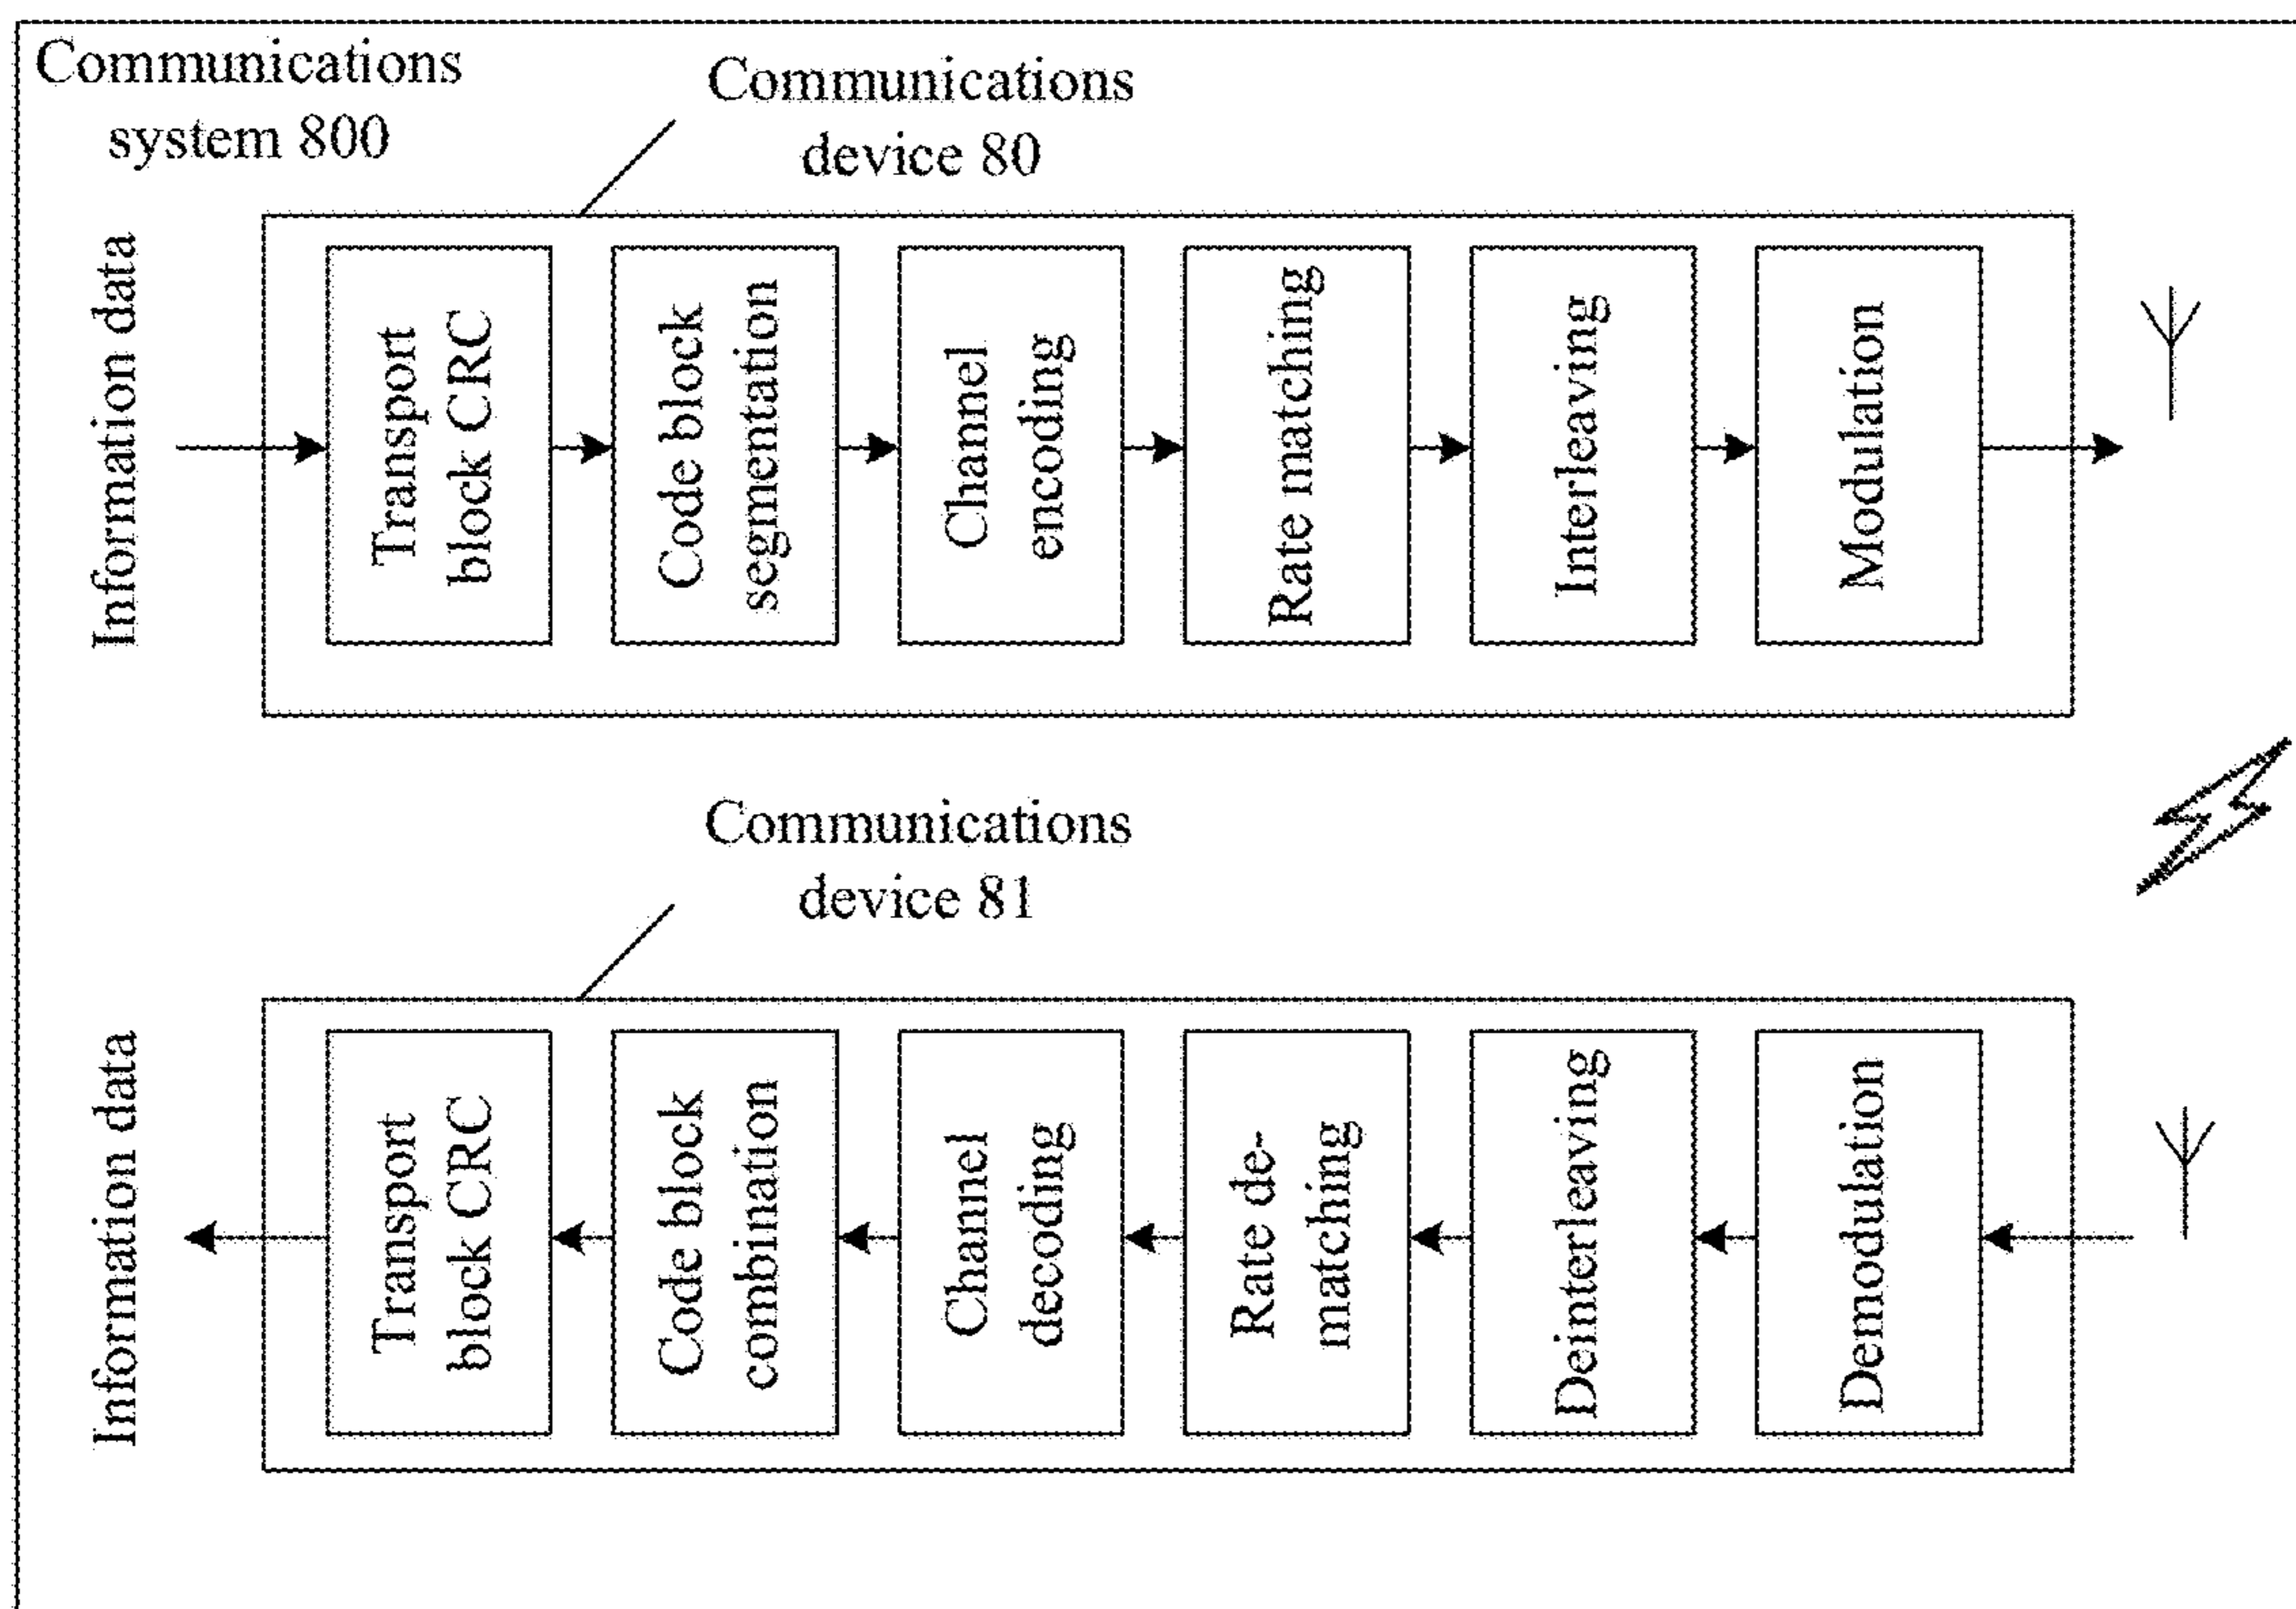 Communications
system 800
Communications
device 80
Information data
Transport
block CRC
Code block
segmentation
Channel
encoding
Rate matching
Interleaving
Modulation
Communications
device 81
Information data
Transport
block CRC
Code block
combination
Channel
decoding
Rate de-
matching
Deinterleaving
Demodulation